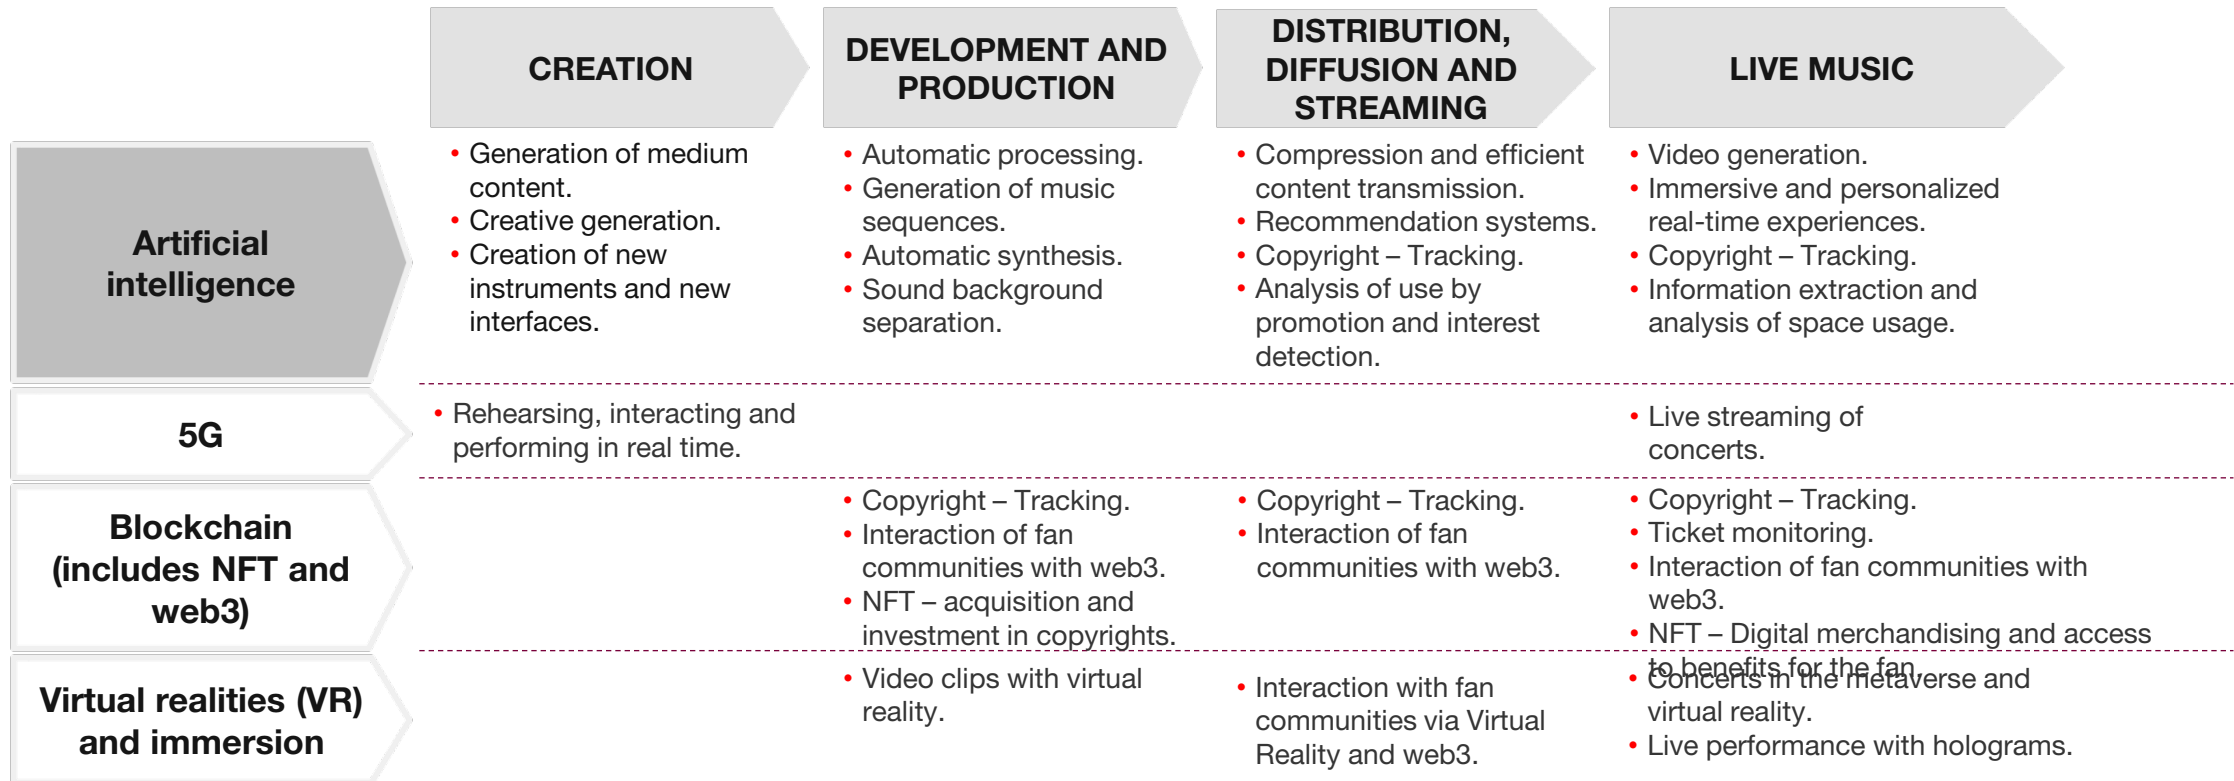 CREATION
DEVELOPMENT AND
PRODUCTION
DISTRIBUTION,
DIFFUSION AND
STREAMING
LIVE MUSIC
Artificial
intelligence
• Generation of medium
content.
• Creative generation.
• Creation of new
instruments and new
interfaces.
• Automatic processing.
• Generation of music
sequences.
• Automatic synthesis.
• Sound background
separation.
• Compression and efficient
content transmission.
• Recommendation systems.
• Copyright – Tracking.
• Analysis of use by
promotion and interest
detection.
• Video generation.
• Immersive and personalized
real-time experiences.
• Copyright – Tracking.
• Information extraction and
analysis of space usage.
5G
• Rehearsing, interacting and
performing in real time.
• Live streaming of
concerts.
Blockchain
(includes NFT and
web3)
• Copyright – Tracking.
• Interaction of fan
communities with web3.
• NFT – acquisition and
investment in copyrights.
• Copyright – Tracking.
• Interaction of fan
communities with web3.
• Copyright – Tracking.
• Ticket monitoring.
• Interaction of fan communities with
web3.
• NFT – Digital merchandising and access
to benefits for the fan.
Virtual realities (VR)
and immersion
• Video clips with virtual
reality.
• Interaction with fan
communities via Virtual
Reality and web3.
• Concerts in the metaverse and
virtual reality.
• Live performance with holograms.